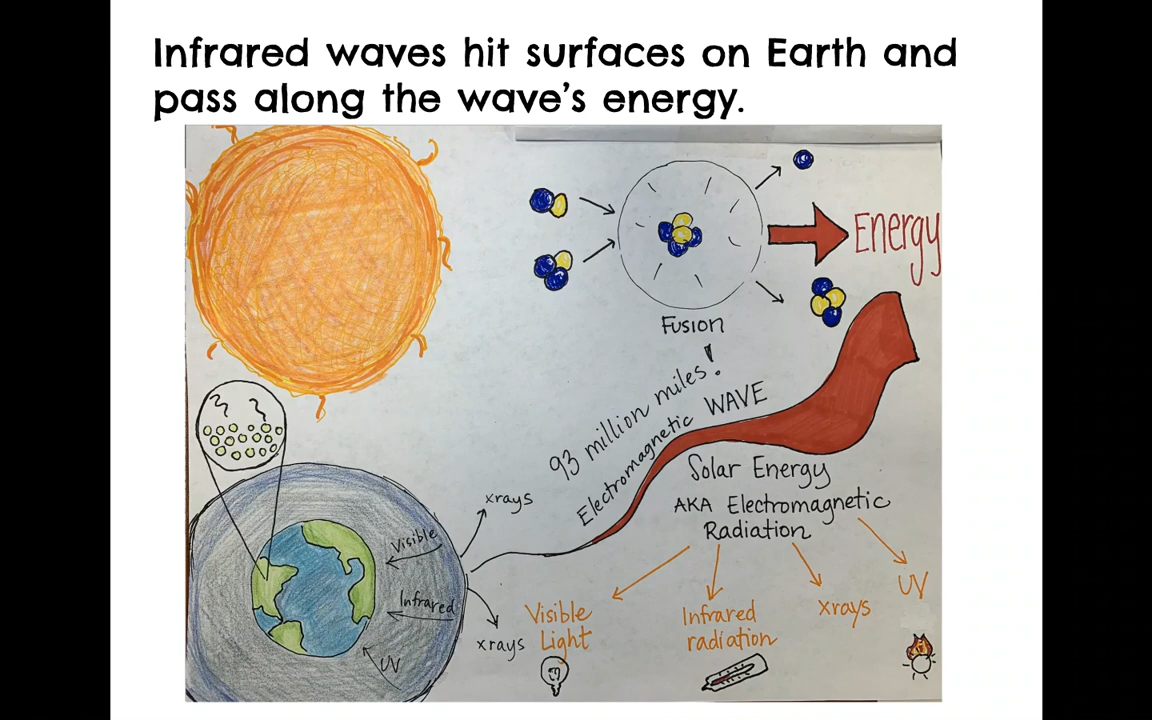 Infrared waves hit surfaces on Earth and
pass along the wave's energy.
Energy
Fusion
93 million miles!
Electromagnetic WAVE
Solar Energy
AKA Electromagnetic
Radiation
xrays
Visible
Infrared
UV
xrays
Visible
Light
Infrared
radiation
xrays
UV